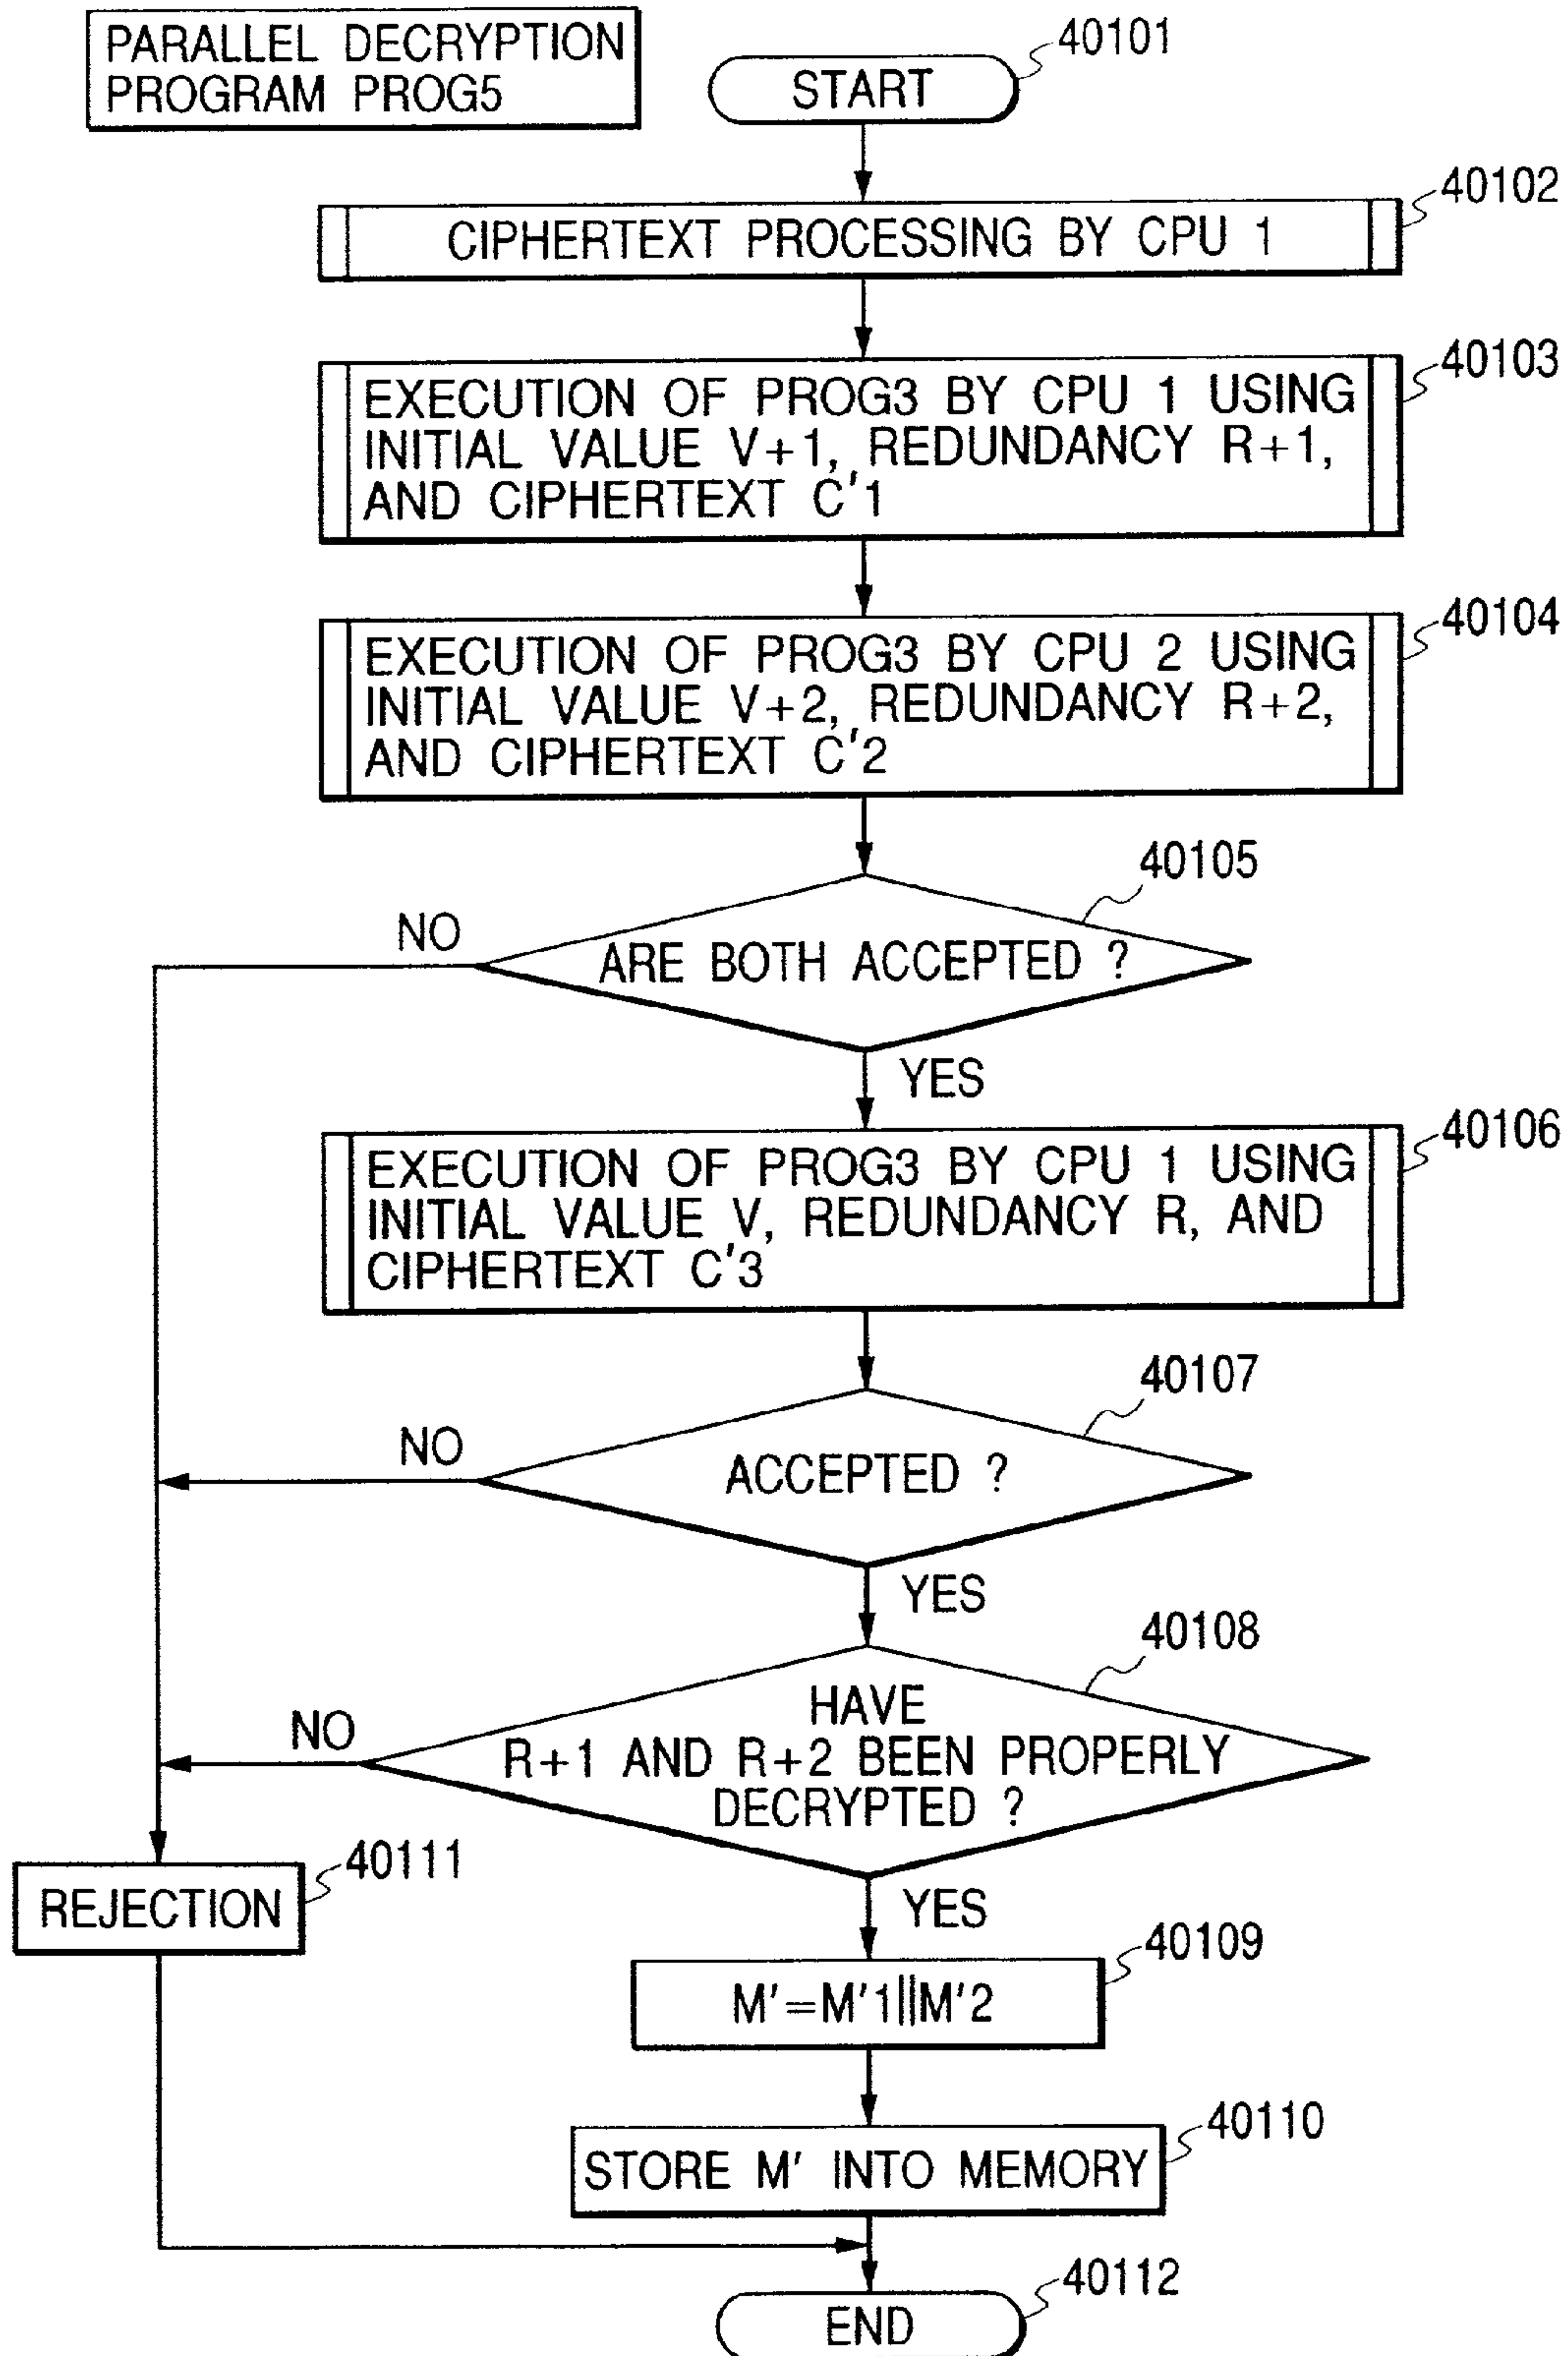 PARALLEL DECRYPTION
PROGRAM PROG5
START
40101
CIPHERTEXT PROCESSING BY CPU 1
40102
EXECUTION OF PROG3 BY CPU 1 USING
INITIAL VALUE V+1, REDUNDANCY R+1,
AND CIPHERTEXT C'1
40103
EXECUTION OF PROG3 BY CPU 2 USING
INITIAL VALUE V+2, REDUNDANCY R+2,
AND CIPHERTEXT C'2
40104
40105
NO
ARE BOTH ACCEPTED ?
YES
EXECUTION OF PROG3 BY CPU 1 USING
INITIAL VALUE V, REDUNDANCY R, AND
CIPHERTEXT C'3
40106
40107
NO
ACCEPTED ?
YES
40108
NO
HAVE
R+1 AND R+2 BEEN PROPERLY
DECRYPTED ?
YES
REJECTION
40111
M'=M'1||M'2
40109
STORE M' INTO MEMORY
40110
END
40112